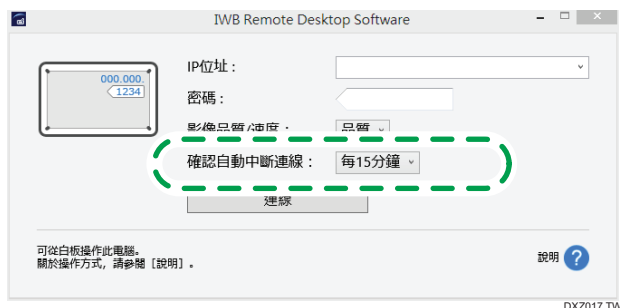 IWB Remote Desktop Software
000.000.
1234
IP位址：
密碼：
影像品質/速度： 品質
確認自動中斷連線： 每15分鐘
連線
可從白板操作此電腦。
關於操作方式，請參閱［說明］。
說明 ?
DXZ017 TW